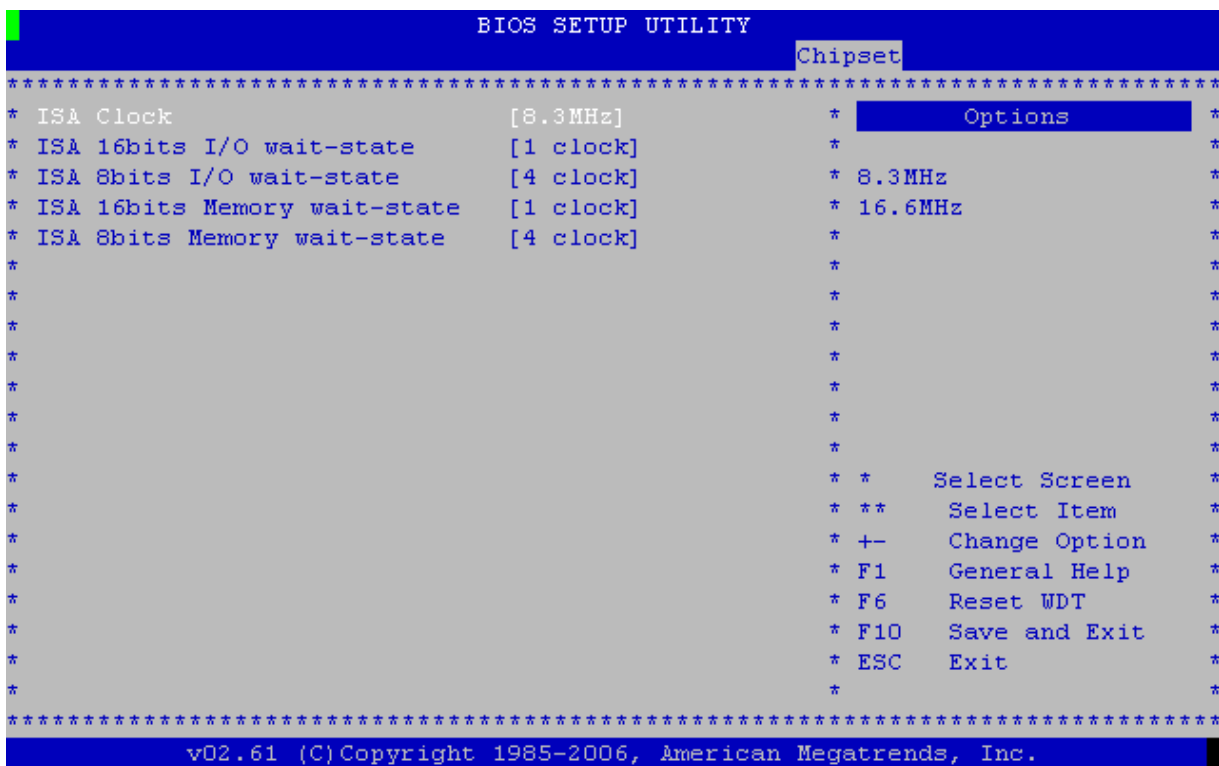 BIOS SETUP UTILITY
Chipset
********************************************************************************
* ISA Clock [8.3MHz] * Options *
* ISA 16bits I/O wait-state [1 clock] * *
* ISA 8bits I/O wait-state [4 clock] * 8.3MHz *
* ISA 16bits Memory wait-state [1 clock] * 16.6MHz *
* ISA 8bits Memory wait-state [4 clock] * *
* * *
* * *
* * *
* * *
* * *
* * *
* * *
* * * Select Screen *
* * ** Select Item *
* * +- Change Option *
* * F1 General Help *
* * F6 Reset WDT *
* * F10 Save and Exit *
* * ESC Exit *
* * *
********************************************************************************
v02.61 (C)Copyright 1985-2006, American Megatrends, Inc.